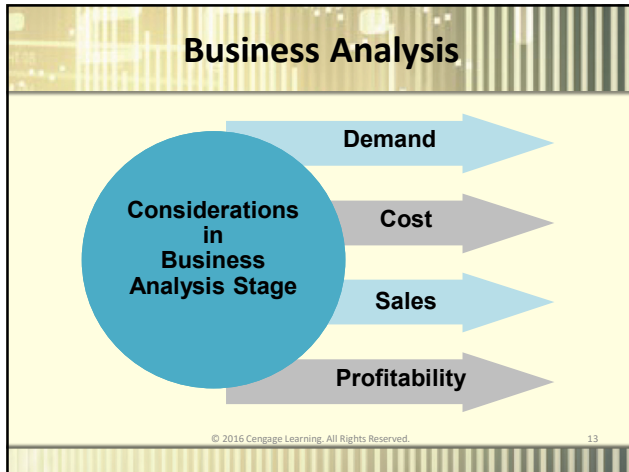 Business Analysis
Considerations
in
Business
Analysis Stage
Demand
Cost
Sales
Profitability
© 2016 Cengage Learning. All Rights Reserved.
13